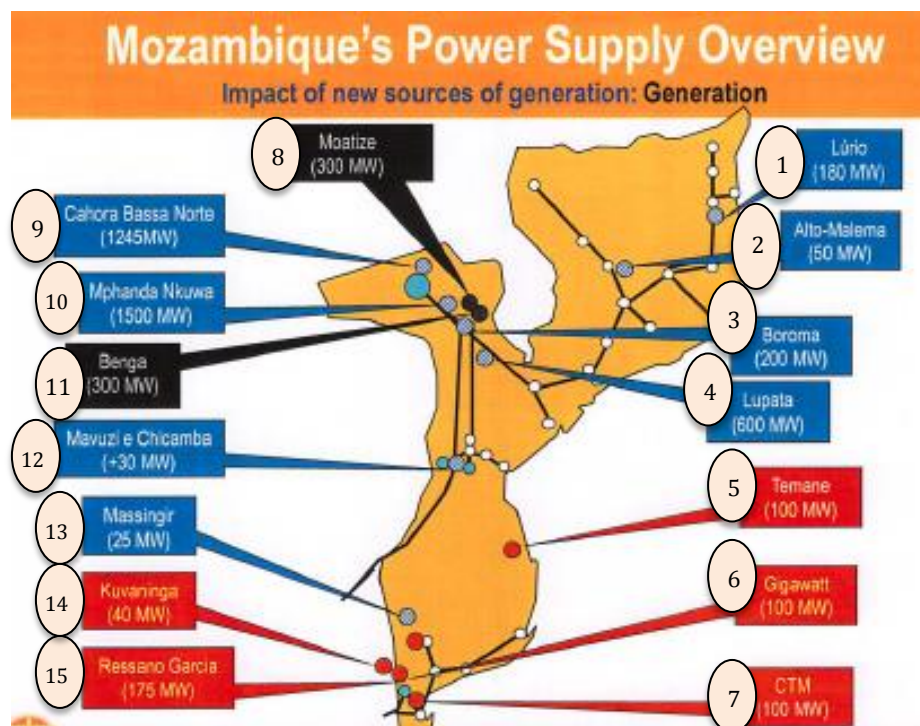 Mozambique's Power Supply Overview
Impact of new sources of generation: Generation
8
Moatize
(300 MW)
1
Lúrio
(180 MW)
9
Cahora Bassa Norte
(1245MW)
2
Alto-Malema
(50 MW)
10
Mphanda Nkuwa
(1500 MW)
3
Boroma
(200 MW)
11
Benga
(300 MW)
4
Lupata
(600 MW)
12
Mavuzi e Chicamba
(+30 MW)
5
Temane
(100 MW)
13
Massingir
(25 MW)
6
Gigawatt
(100 MW)
14
Kuvaninga
(40 MW)
15
Ressano Garcia
(175 MW)
7
CTM
(100 MW)